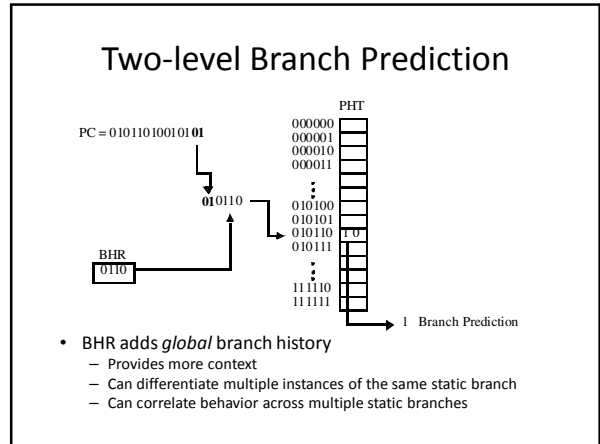 Two-level Branch Prediction
PHT
PC = 01011010010101
000000
000001
000010
000011
010110
010100
010101
010110 1 0
010111
BHR
0110
111110
111111
1 Branch Prediction
• BHR adds global branch history
– Provides more context
– Can differentiate multiple instances of the same static branch
– Can correlate behavior across multiple static branches